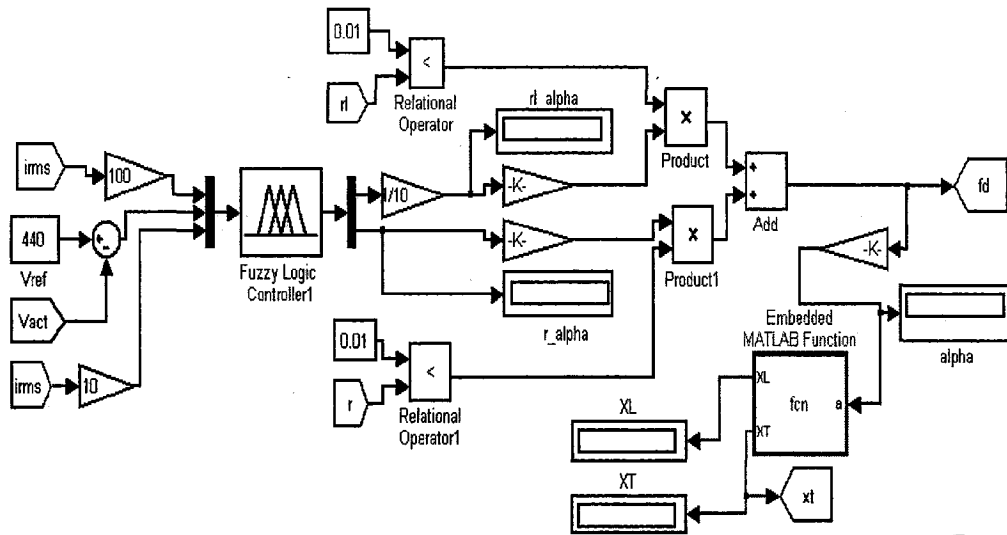 0.01
<
rl
Relational
Operator
rl_alpha
X
Product
irms
100
1/10
-K-
+
+
Add
fd
440
Vref
+
-
Fuzzy Logic
Controller1
-K-
X
Product1
-K-
Vact
r_alpha
alpha
irms
10
0.01
<
r
Relational
Operator1
Embedded
MATLAB Function
XL
XT
fcn
a
XL
XT
xt